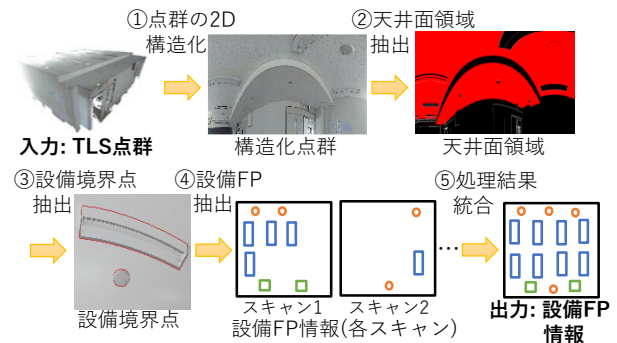 ①点群の2D
構造化
②天井面領域
抽出
入力: TLS点群
構造化点群
天井面領域
③設備境界点
抽出
④設備FP
抽出
⑤処理結果
統合
…
設備境界点
スキャン1
スキャン2
設備FP情報(各スキャン)
出力: 設備FP
情報